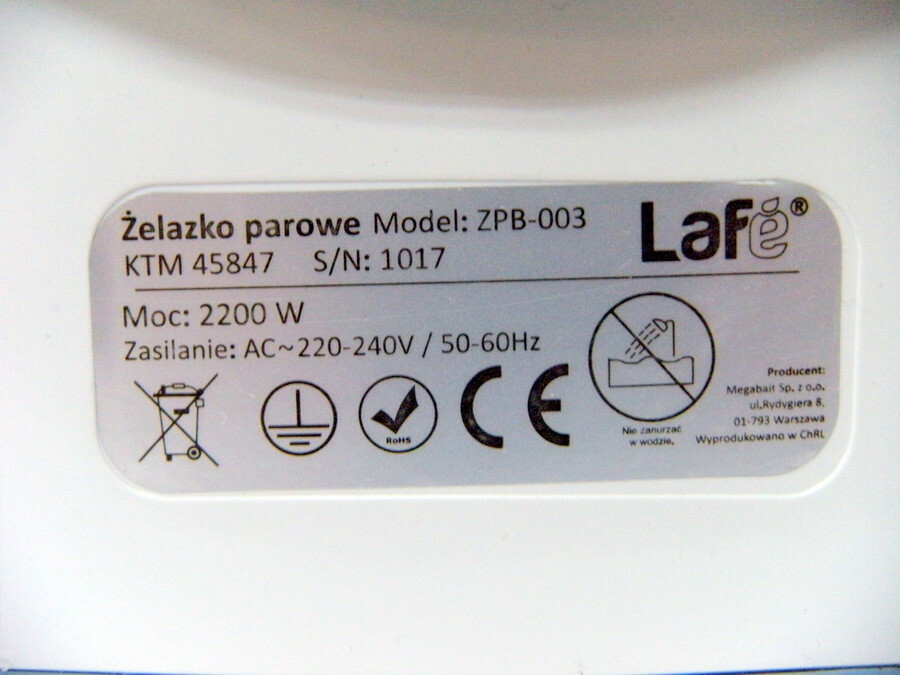 Żelazko parowe Model: ZPB-003
KTM 45847 S/N: 1017
Lafě®
Moc: 2200 W
Zasilanie: AC~220-240V / 50-60Hz
RoHS
CE
Nie zanurzać
w wodzie.
Producent:
Megabait Sp. z o.o.
ul.Rydygiera 8,
01-793 Warszawa
Wyprodukowano w ChRL